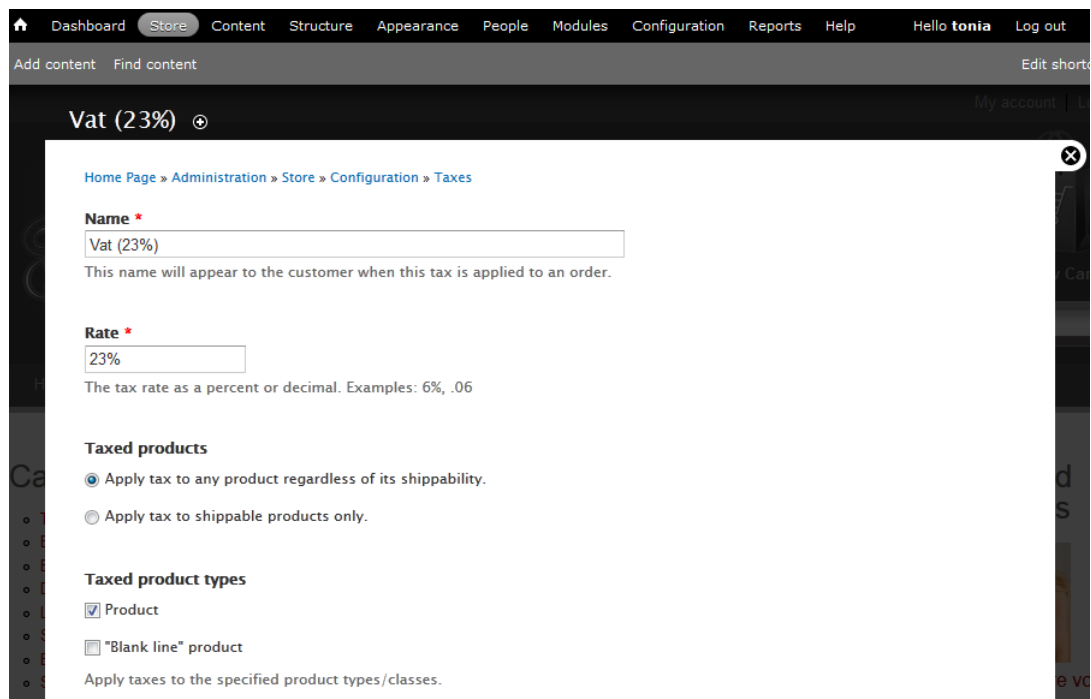 Dashboard Store Content Structure Appearance People Modules Configuration Reports Help Hello tonia Log out
Add content Find content Edit shortc
My account L
Vat (23%)
Home Page » Administration » Store » Configuration » Taxes
Name *
Vat (23%)
This name will appear to the customer when this tax is applied to an order.
Rate *
23%
The tax rate as a percent or decimal. Examples: 6%, .06
Taxed products
Apply tax to any product regardless of its shippability.
Apply tax to shippable products only.
Taxed product types
Product
"Blank line" product
Apply taxes to the specified product types/classes.